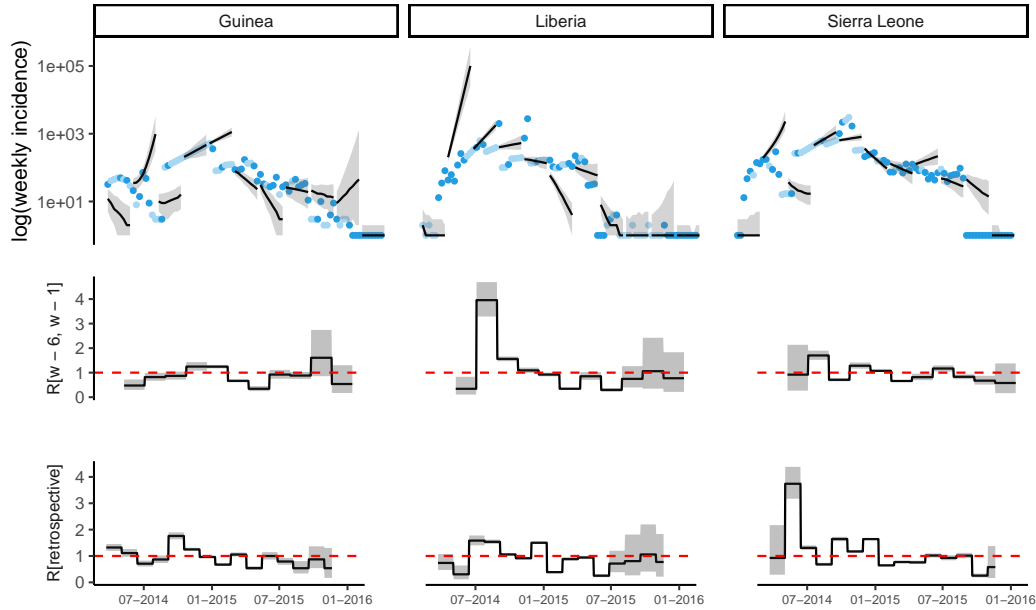 Guinea
Liberia
Sierra Leone
log(weekly incidence)
1e+05
1e+03
1e+01
R[w − 6, w − 1]
4
3
2
1
0
R[retrospective]
4
3
2
1
0
07−2014
01−2015
07−2015
01−2016
07−2014
01−2015
07−2015
01−2016
07−2014
01−2015
07−2015
01−2016